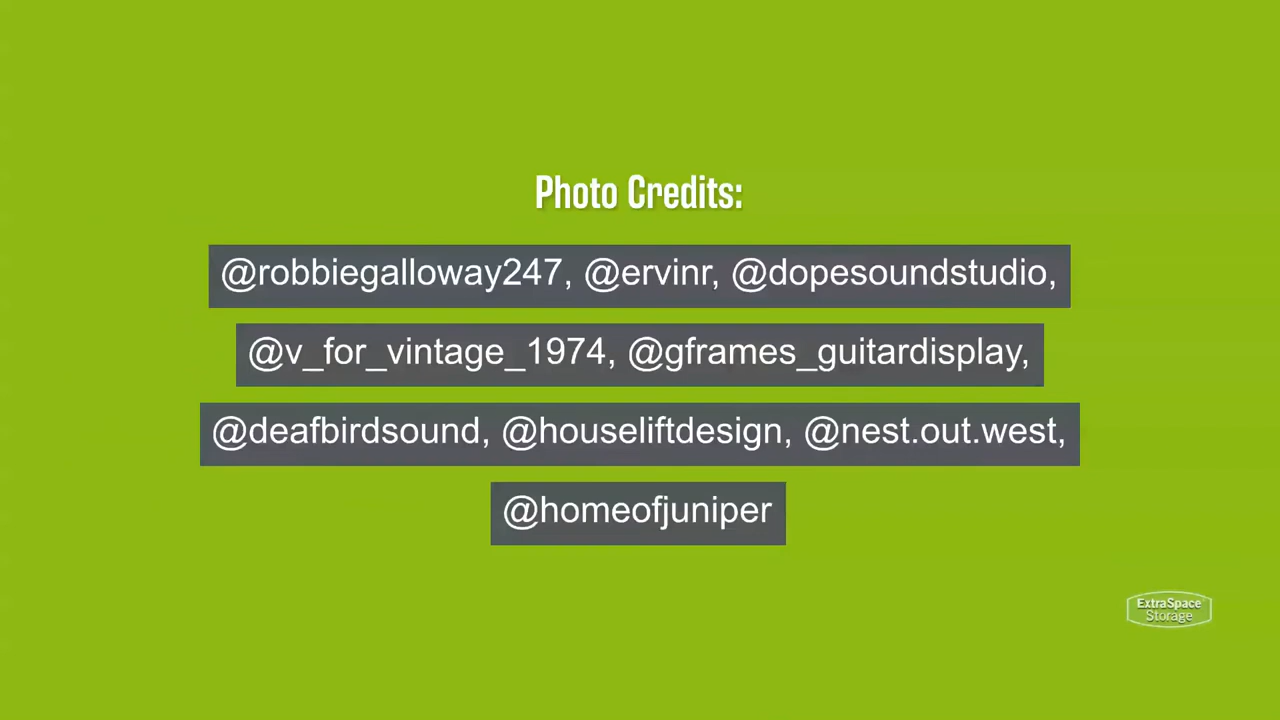 Photo Credits:
@robbiegalloway247, @ervinr, @dopesoundstudio,
@v_for_vintage_1974, @gframes_guitardisplay,
@deafbirdsound, @houseliftdesign, @nest.out.west,
@homeofjuniper
ExtraSpace
Storage